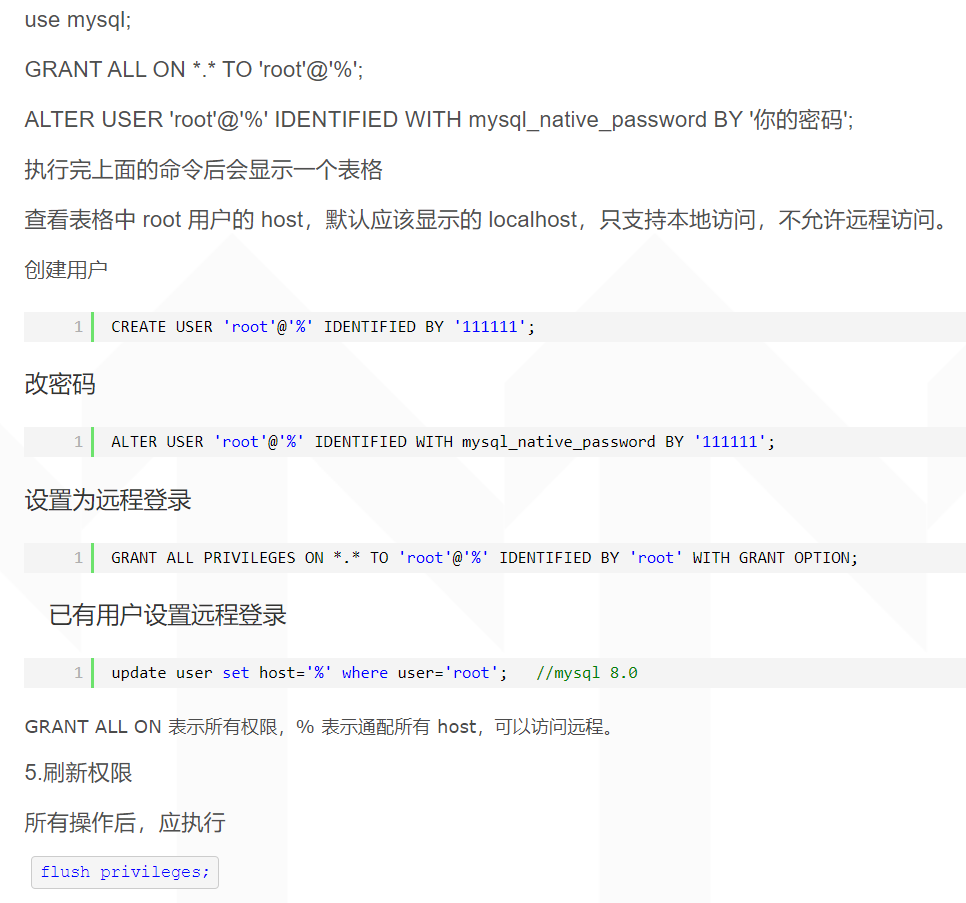 use mysql;
GRANT ALL ON *.* TO 'root'@'%';
ALTER USER 'root'@'%' IDENTIFIED WITH mysql_native_password BY '你的密码';
执行完上面的命令后会显示一个表格
查看表格中 root 用户的 host，默认应该显示的 localhost，只支持本地访问，不允许远程访问。
创建用户
1 CREATE USER 'root'@'%' IDENTIFIED BY '111111';
改密码
1 ALTER USER 'root'@'%' IDENTIFIED WITH mysql_native_password BY '111111';
设置为远程登录
1 GRANT ALL PRIVILEGES ON *.* TO 'root'@'%' IDENTIFIED BY 'root' WITH GRANT OPTION;
已有用户设置远程登录
1 update user set host='%' where user='root'; //mysql 8.0
GRANT ALL ON 表示所有权限，% 表示通配所有 host，可以访问远程。
5.刷新权限
所有操作后，应执行
flush privileges;